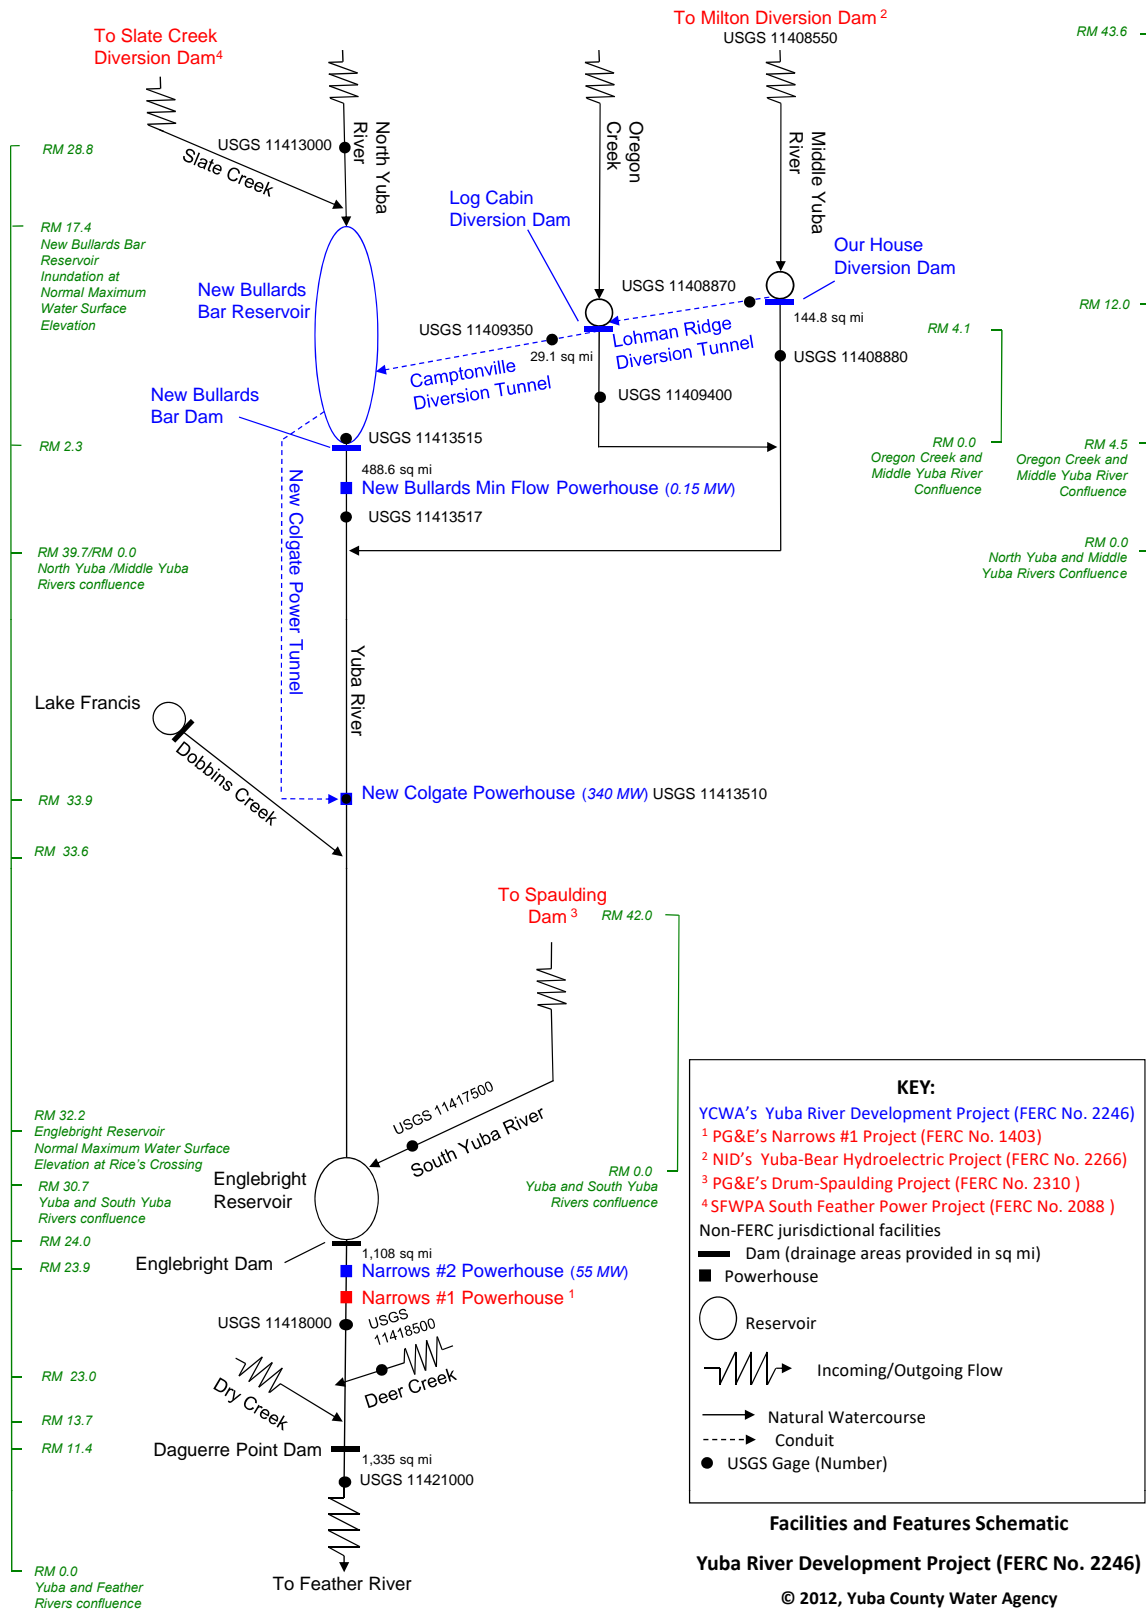 To Milton Diversion Dam 2
USGS 11408550
RM 43.6
To Slate Creek
Diversion Dam4
USGS 11413000
North Yuba
River
Oregon
Creek
Middle Yuba
River
RM 28.8
Slate Creek
Log Cabin
Diversion Dam
RM 17.4
New Bullards Bar
Reservoir
Inundation at
Normal Maximum
Water Surface
Elevation
Our House
Diversion Dam
New Bullards
Bar Reservoir
USGS 11408870
144.8 sq mi
RM 12.0
USGS 11409350
29.1 sq mi
Lohman Ridge
Diversion Tunnel
RM 4.1
USGS 11408880
Camptonville
Diversion Tunnel
New Bullards
Bar Dam
USGS 11409400
USGS 11413515
RM 2.3
RM 0.0
Oregon Creek and
Middle Yuba River
Confluence
RM 4.5
Oregon Creek and
Middle Yuba River
Confluence
488.6 sq mi
New Bullards Min Flow Powerhouse (0.15 MW)
USGS 11413517
New Colgate Power Tunnel
RM 39.7/RM 0.0
North Yuba /Middle Yuba
Rivers confluence
RM 0.0
North Yuba and Middle
Yuba Rivers Confluence
Yuba River
Lake Francis
Dobbins Creek
RM 33.9
New Colgate Powerhouse (340 MW) USGS 11413510
RM 33.6
To Spaulding
Dam 3
RM 42.0
USGS 11417500
South Yuba River
RM 32.2
Englebright Reservoir
Normal Maximum Water Surface
Elevation at Rice's Crossing
RM 30.7
Yuba and South Yuba
Rivers confluence
Englebright
Reservoir
RM 0.0
Yuba and South Yuba
Rivers confluence
RM 24.0
Englebright Dam
1,108 sq mi
RM 23.9
Narrows #2 Powerhouse (55 MW)
Narrows #1 Powerhouse 1
USGS 11418000
USGS
11418500
RM 23.0
Dry Creek
Deer Creek
RM 13.7
RM 11.4
Daguerre Point Dam
1,335 sq mi
USGS 11421000
RM 0.0
Yuba and Feather
Rivers confluence
To Feather River
KEY:
YCWA's Yuba River Development Project (FERC No. 2246)
1 PG&E's Narrows #1 Project (FERC No. 1403)
2 NID's Yuba-Bear Hydroelectric Project (FERC No. 2266)
3 PG&E's Drum-Spaulding Project (FERC No. 2310 )
4 SFWPA South Feather Power Project (FERC No. 2088 )
Non-FERC jurisdictional facilities
Dam (drainage areas provided in sq mi)
Powerhouse
Reservoir
Incoming/Outgoing Flow
Natural Watercourse
Conduit
USGS Gage (Number)
Facilities and Features Schematic
Yuba River Development Project (FERC No. 2246)
© 2012, Yuba County Water Agency